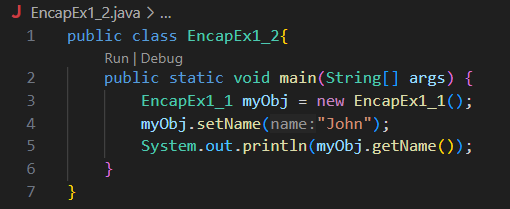 J EncapEx1_2.java > ...
1 public class EncapEx1_2{
Run | Debug
2 public static void main(String[] args) {
3 EncapEx1_1 myObj = new EncapEx1_1();
4 myObj.setName(name:"John");
5 System.out.println(myObj.getName());
6 }
7 }